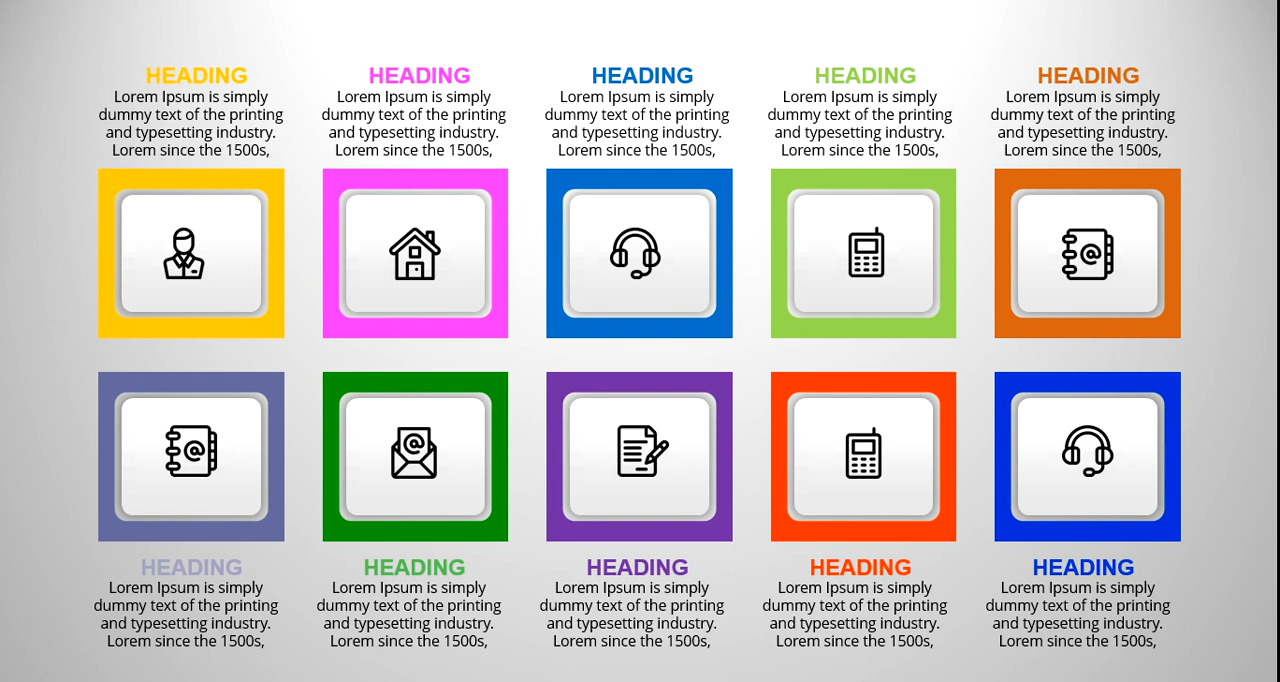 HEADING
Lorem Ipsum is simply
dummy text of the printing
and typesetting industry.
Lorem since the 1500s,
HEADING
Lorem Ipsum is simply
dummy text of the printing
and typesetting industry.
Lorem since the 1500s,
HEADING
Lorem Ipsum is simply
dummy text of the printing
and typesetting industry.
Lorem since the 1500s,
HEADING
Lorem Ipsum is simply
dummy text of the printing
and typesetting industry.
Lorem since the 1500s,
HEADING
Lorem Ipsum is simply
dummy text of the printing
and typesetting industry.
Lorem since the 1500s,
@
@
@
HEADING
Lorem Ipsum is simply
dummy text of the printing
and typesetting industry.
Lorem since the 1500s,
HEADING
Lorem Ipsum is simply
dummy text of the printing
and typesetting industry.
Lorem since the 1500s,
HEADING
Lorem Ipsum is simply
dummy text of the printing
and typesetting industry.
Lorem since the 1500s,
HEADING
Lorem Ipsum is simply
dummy text of the printing
and typesetting industry.
Lorem since the 1500s,
HEADING
Lorem Ipsum is simply
dummy text of the printing
and typesetting industry.
Lorem since the 1500s,